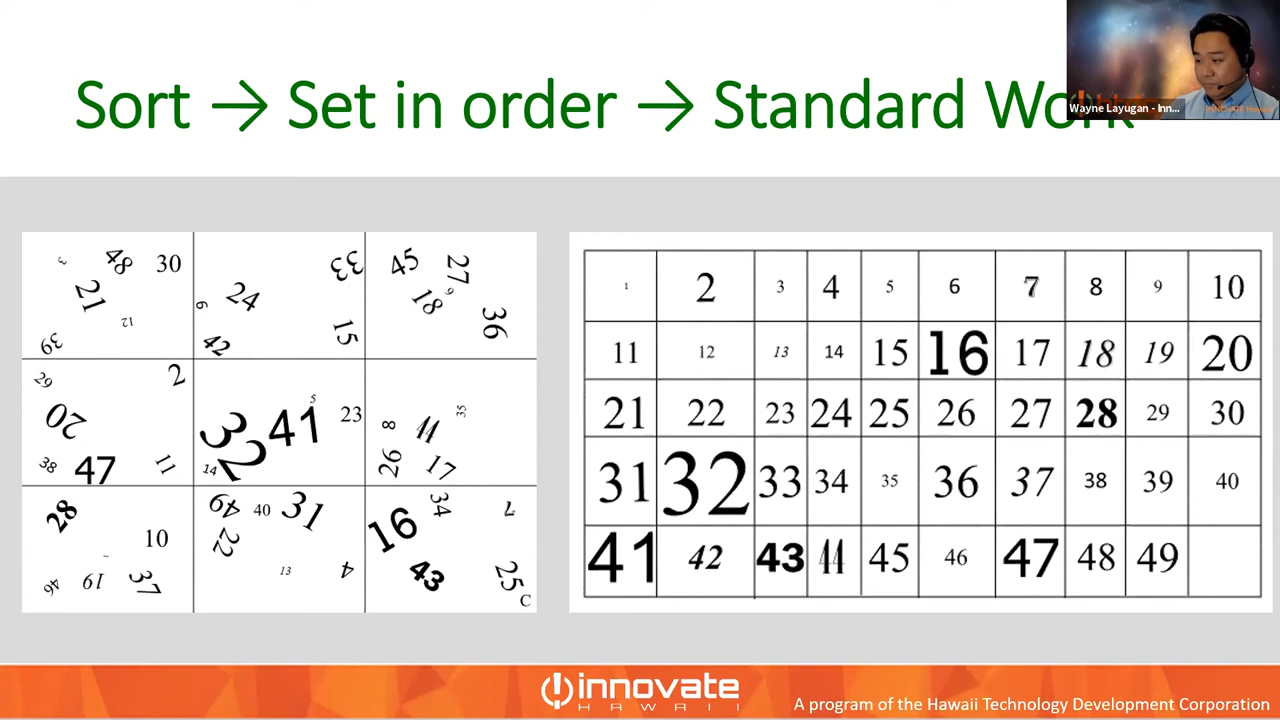 Sort → Set in order → Standard Work
Wayne Layugan - Inn...
3 48 30
21
12
39
33
6 24
15
42
45 27
9
18
36
29 2
20
38 47 11
5
32 41 23
14
35
8 44
26 17
28
10
46 19 37
49 40 31
22
13 4
34 7
16
43 25
C
1 2 3 4 5 6 7 8 9 10
11 12 13 14 15 16 17 18 19 20
21 22 23 24 25 26 27 28 29 30
31 32 33 34 35 36 37 38 39 40
41 42 43 44 45 46 47 48 49
innovate
HAWAII
A program of the Hawaii Technology Development Corporation